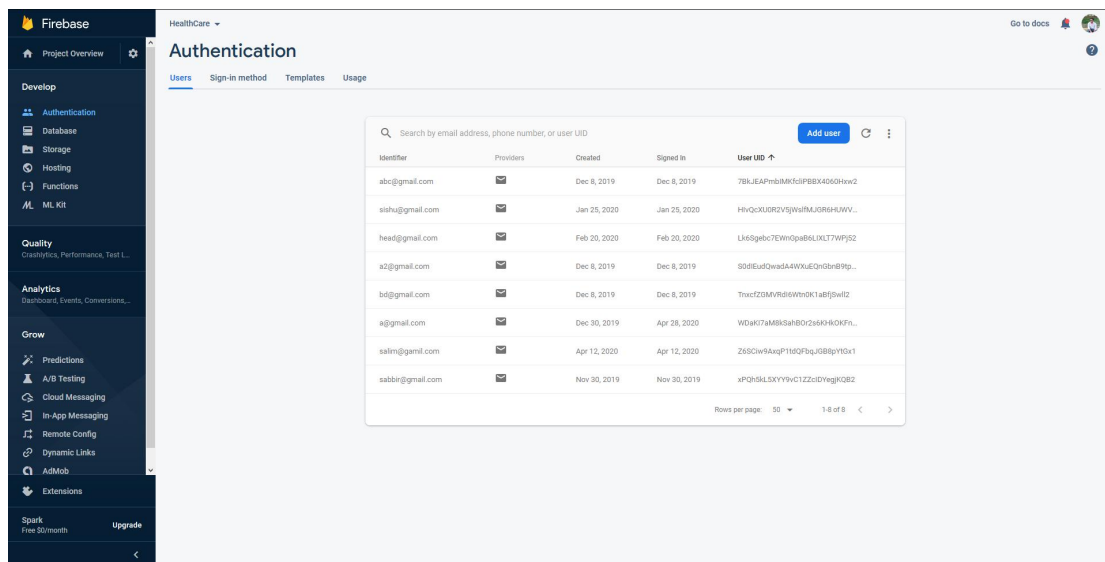 Firebase
HealthCare
Go to docs
Project Overview
Authentication
Users Sign-in method Templates Usage
Develop
Authentication
Database
Storage
Hosting
Functions
ML Kit
Quality
Crashlytics, Performance, Test L...
Analytics
Dashboard, Events, Conversions,...
Grow
Predictions
A/B Testing
Cloud Messaging
In-App Messaging
Remote Config
Dynamic Links
AdMob
Extensions
Spark
Free $0/month
Upgrade
Search by email address, phone number, or user UID
Add user
Identifier Providers Created Signed In User UID
abc@gmail.com Dec 8, 2019 Dec 8, 2019
sishu@gmail.com Jan 25, 2020 Jan 25, 2020
head@gmail.com Feb 20, 2020 Feb 20, 2020
a2@gmail.com Dec 8, 2019 Dec 8, 2019
bd@gmail.com Dec 8, 2019 Dec 8, 2019
a@gmail.com Dec 30, 2019 Apr 28, 2020
salim@gamil.com Apr 12, 2020 Apr 12, 2020
sabbir@gmail.com Nov 30, 2019 Nov 30, 2019
Rows per page: 50 1-8 of 8